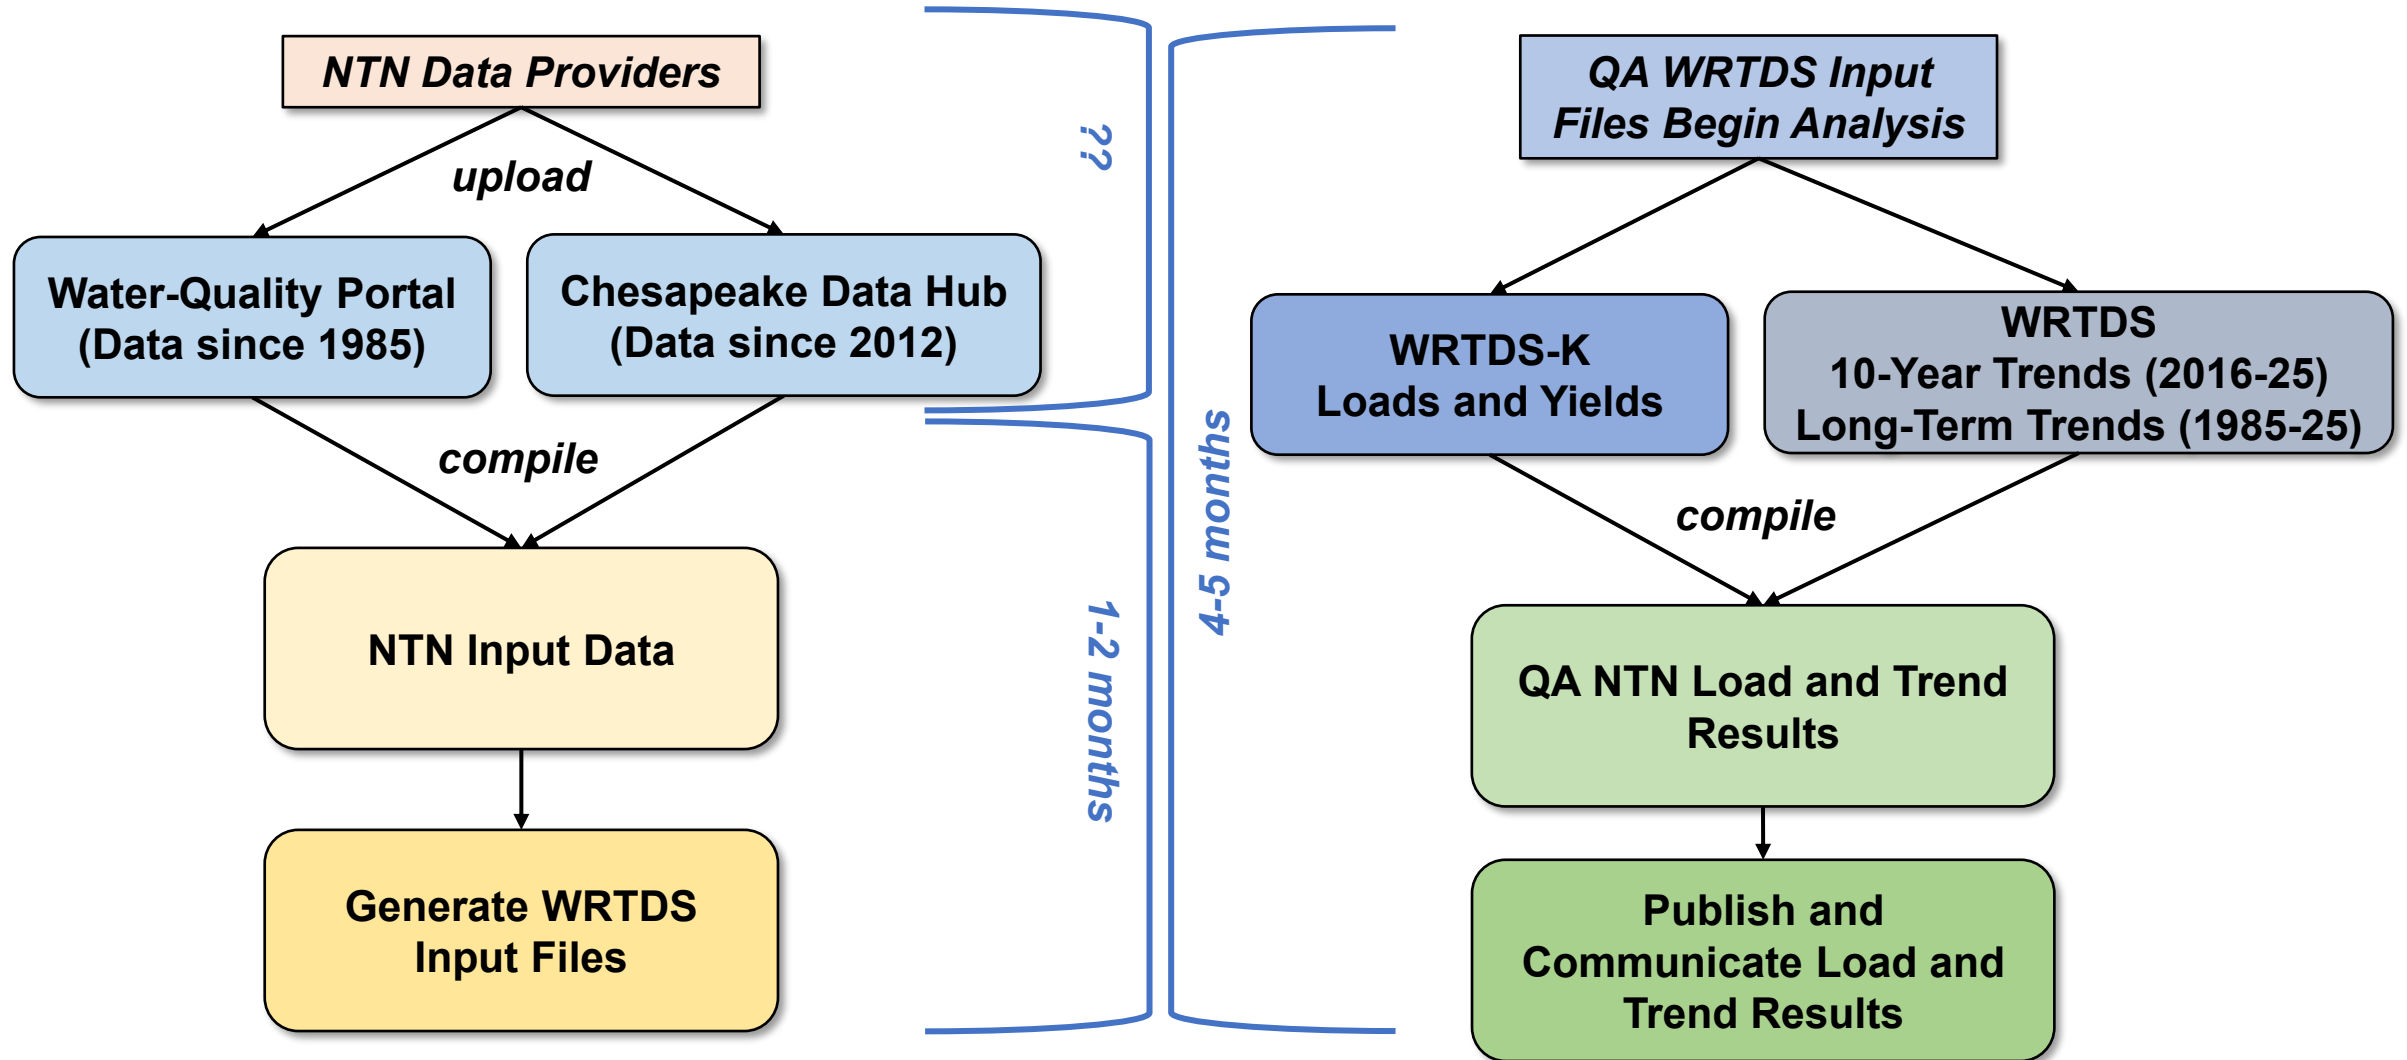 NTN Data Providers
upload
Water-Quality Portal
(Data since 1985)
Chesapeake Data Hub
(Data since 2012)
compile
NTN Input Data
Generate WRTDS
Input Files
??
1-2 months
4-5 months
QA WRTDS Input
Files Begin Analysis
WRTDS-K
Loads and Yields
WRTDS
10-Year Trends (2016-25)
Long-Term Trends (1985-25)
compile
QA NTN Load and Trend
Results
Publish and
Communicate Load and
Trend Results